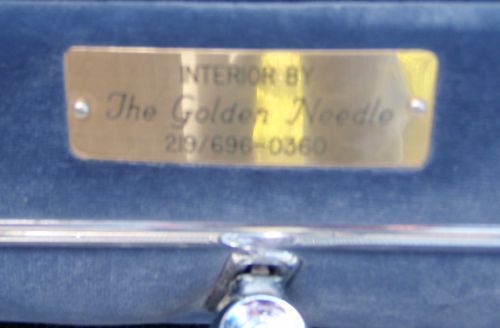 INTERIOR BY
The Golden Needle
219/696-0360